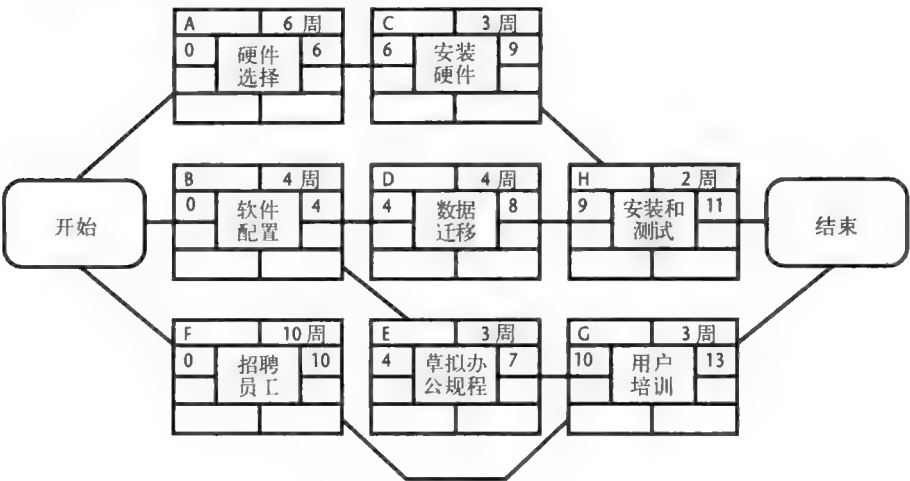 A 6 周
0 硬件 6
选择
C 3 周
6 安装 9
硬件
B 4 周
0 软件 4
配置
D 4 周
4 数据 8
迁移
H 2 周
9 安装和 11
测试
开始
结束
F 10 周
0 招聘 10
员工
E 3 周
4 草拟办 7
公规程
G 3 周
10 用户 13
培训